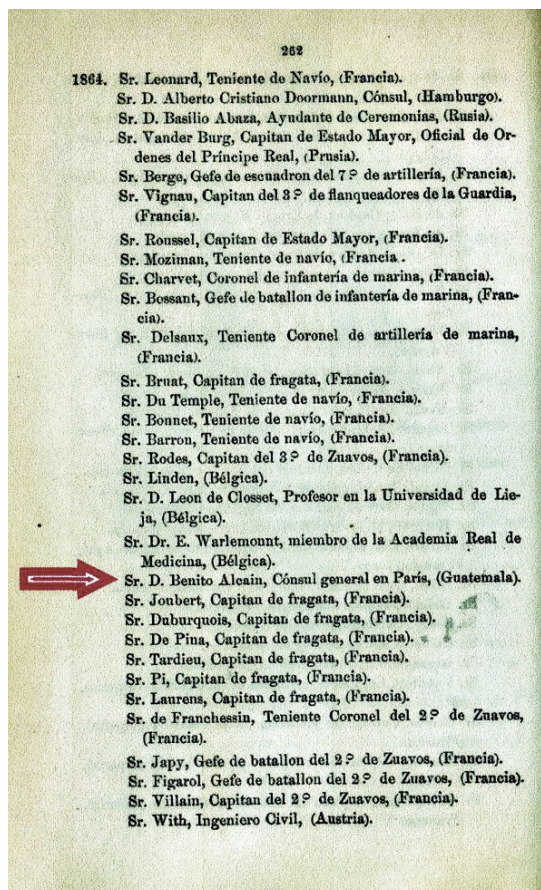 262
1864. Sr. Leonard, Teniente de Navío, (Francia).
Sr. D. Alberto Cristiano Doormann, Cónsul, (Hamburgo).
Sr. D. Basilio Abaza, Ayudante de Ceremonias, (Rusia).
Sr. Vander Burg, Capitan de Estado Mayor, Oficial de Or-
denes del Príncipe Real, (Prusia).
Sr. Berge, Gefe de escuadron del 7º de artillería, (Francia).
Sr. Vignau, Capitan del 3º de flanqueadores de la Guardia,
(Francia).
Sr. Roussel, Capitan de Estado Mayor, (Francia).
Sr. Moziman, Teniente de navío, (Francia.
Sr. Charvet, Coronel de infantería de marina, (Francia).
Sr. Bossant, Gefe de batallon de infantería de marina, (Fran-
cia).
Sr. Delsaux, Teniente Coronel de artillería de marina,
(Francia).
Sr. Bruat, Capitan de fragata, (Francia).
Sr. Du Temple, Teniente de navío, (Francia).
Sr. Bonnet, Teniente de navío, (Francia).
Sr. Barron, Teniente de navío, (Francia).
Sr. Rodes, Capitan del 3º de Zuavos, (Francia).
Sr. Linden, (Bélgica).
Sr. D. Leon de Closset, Profesor en la Universidad de Lie-
ja, (Bélgica).
Sr. Dr. E. Warlemount, miembro de la Academia Real de
Medicina, (Bélgica).
Sr. D. Benito Alcain, Cónsul general en París, (Guatemala).
Sr. Joubert, Capitan de fragata, (Francia).
Sr. Duburquois, Capitan de fragata, (Francia).
Sr. De Pina, Capitan de fragata, (Francia).
Sr. Tardieu, Capitan de fragata, (Francia).
Sr. Pi, Capitan de fragata, (Francia).
Sr. Laurens, Capitan de fragata, (Francia).
Sr. de Franchessin, Teniente Coronel del 2º de Zuavos,
(Francia).
Sr. Japy, Gefe de batallon del 2º de Zuavos, (Francia).
Sr. Figarol, Gefe de batallon del 2º de Zuavos, (Francia).
Sr. Villain, Capitan del 2º de Zuavos, (Francia).
Sr. With, Ingeniero Civil, (Austria).